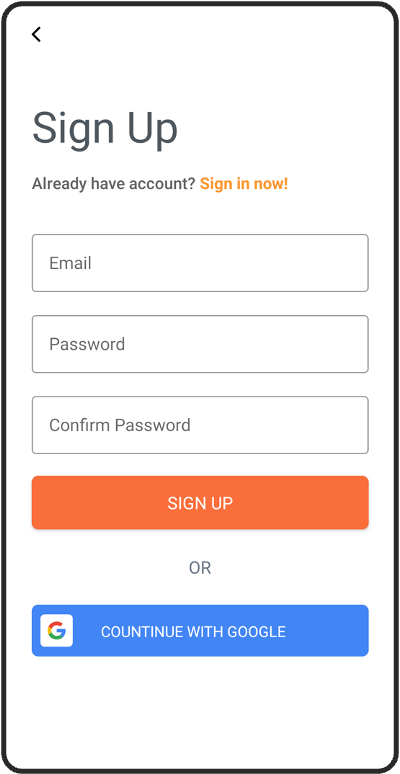 Sign Up
Already have account? Sign in now!
Email
Password
Confirm Password
SIGN UP
OR
COUNTINUE WITH GOOGLE